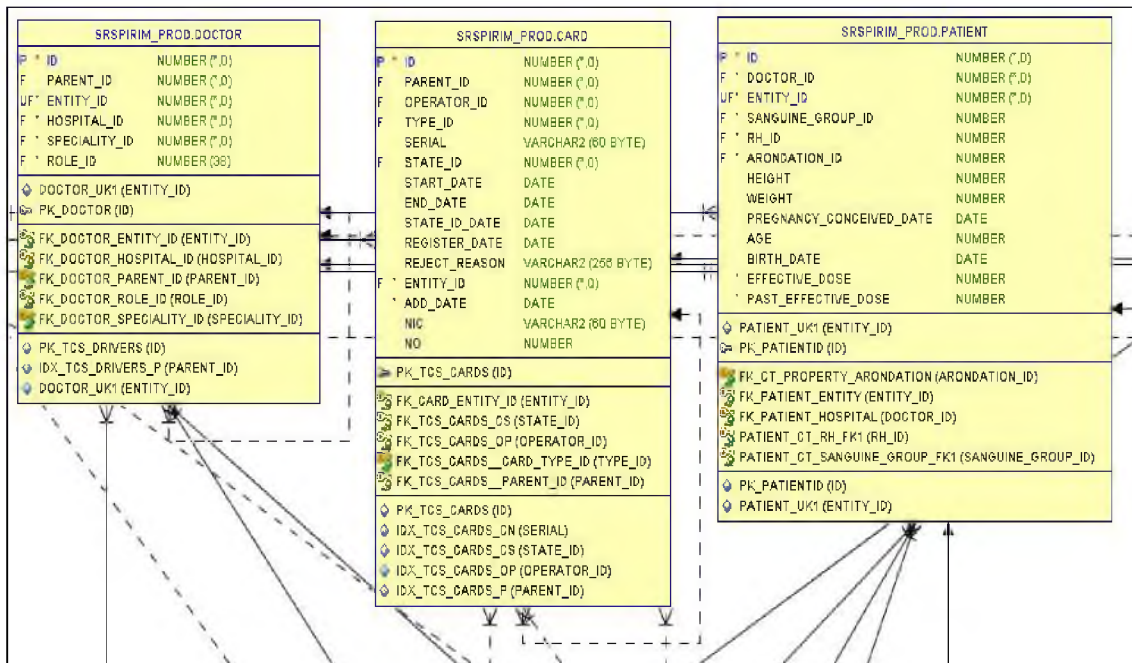 SRSPIRIM_PROD.DOCTOR
P * ID NUMBER (*,0)
F PARENT_ID NUMBER (*,0)
UF* ENTITY_ID NUMBER (*,0)
F * HOSPITAL_ID NUMBER (*,0)
F * SPECIALITY_ID NUMBER (*,0)
F * ROLE_ID NUMBER (38)
DOCTOR_UK1 (ENTITY_ID)
PK_DOCTOR (ID)
FK_DOCTOR_ENTITY_ID (ENTITY_ID)
FK_DOCTOR_HOSPITAL_ID (HOSPITAL_ID)
FK_DOCTOR_PARENT_ID (PARENT_ID)
FK_DOCTOR_ROLE_ID (ROLE_ID)
FK_DOCTOR_SPECIALITY_ID (SPECIALITY_ID)
PK_TCS_DRIVERS (ID)
IDX_TCS_DRIVERS_P (PARENT_ID)
DOCTOR_UK1 (ENTITY_ID)
SRSPIRIM_PROD.CARD
P * ID NUMBER (*,0)
F PARENT_ID NUMBER (*,0)
F OPERATOR_ID NUMBER (*,0)
F TYPE_ID NUMBER (*,0)
SERIAL VARCHAR2 (60 BYTE)
F STATE_ID NUMBER (*,0)
START_DATE DATE
END_DATE DATE
STATE_ID_DATE DATE
REGISTER_DATE DATE
REJECT_REASON VARCHAR2 (256 BYTE)
F * ENTITY_ID NUMBER (*,0)
* ADD_DATE DATE
NIC VARCHAR2 (60 BYTE)
NO NUMBER
PK_TCS_CARDS (ID)
FK_CARD_ENTITY_ID (ENTITY_ID)
FK_TCS_CARDS_CS (STATE_ID)
FK_TCS_CARDS_OP (OPERATOR_ID)
FK_TCS_CARDS__CARD_TYPE_ID (TYPE_ID)
FK_TCS_CARDS__PARENT_ID (PARENT_ID)
PK_TCS_CARDS (ID)
IDX_TCS_CARDS_CN (SERIAL)
IDX_TCS_CARDS_CS (STATE_ID)
IDX_TCS_CARDS_OP (OPERATOR_ID)
IDX_TCS_CARDS_P (PARENT_ID)
SRSPIRIM_PROD.PATIENT
P * ID NUMBER (*,0)
F * DOCTOR_ID NUMBER (*,0)
UF* ENTITY_ID NUMBER (*,0)
F * SANGUINE_GROUP_ID NUMBER
F * RH_ID NUMBER
F * ARONDATION_ID NUMBER
HEIGHT NUMBER
WEIGHT NUMBER
PREGNANCY_CONCEIVED_DATE DATE
AGE NUMBER
BIRTH_DATE DATE
* EFFECTIVE_DOSE NUMBER
* PAST_EFFECTIVE_DOSE NUMBER
PATIENT_UK1 (ENTITY_ID)
PK_PATIENTID (ID)
FK_CT_PROPERTY_ARONDATION (ARONDATION_ID)
FK_PATIENT_ENTITY (ENTITY_ID)
FK_PATIENT_HOSPITAL (DOCTOR_ID)
PATIENT_CT_RH_FK1 (RH_ID)
PATIENT_CT_SANGUINE_GROUP_FK1 (SANGUINE_GROUP_ID)
PK_PATIENTID (ID)
PATIENT_UK1 (ENTITY_ID)